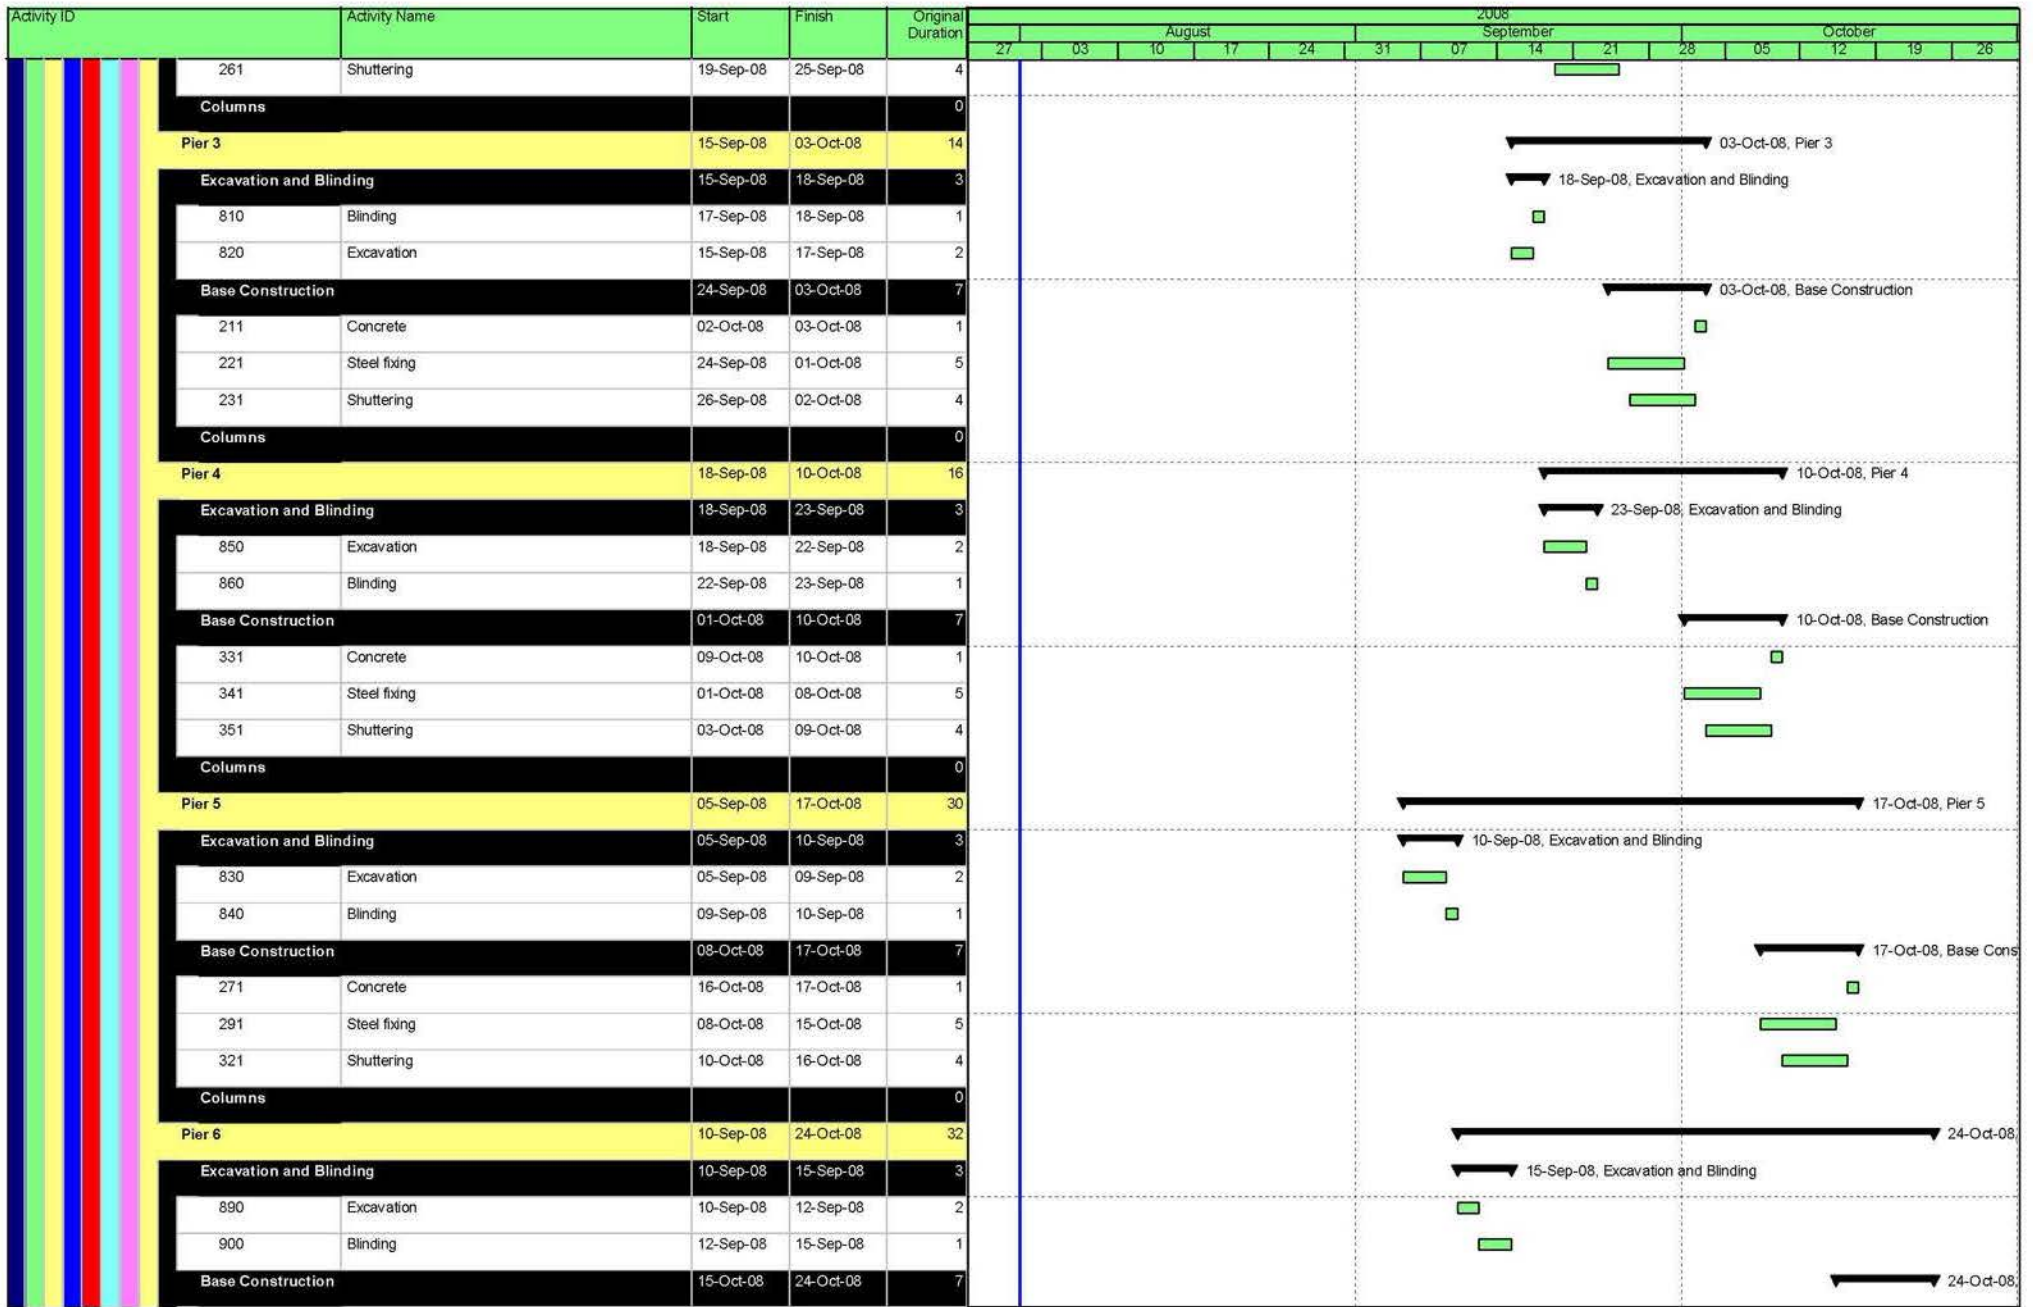 Activity ID Activity Name Start Finish Original Duration 2008
August September October
27 03 10 17 24 31 07 14 21 28 05 12 19 26
261 Shuttering 19-Sep-08 25-Sep-08 4
Columns 0
Pier 3 15-Sep-08 03-Oct-08 14 03-Oct-08, Pier 3
Excavation and Blinding 15-Sep-08 18-Sep-08 3 18-Sep-08, Excavation and Blinding
810 Blinding 17-Sep-08 18-Sep-08 1
820 Excavation 15-Sep-08 17-Sep-08 2
Base Construction 24-Sep-08 03-Oct-08 7 03-Oct-08, Base Construction
211 Concrete 02-Oct-08 03-Oct-08 1
221 Steel fixing 24-Sep-08 01-Oct-08 5
231 Shuttering 26-Sep-08 02-Oct-08 4
Columns 0
Pier 4 18-Sep-08 10-Oct-08 16 10-Oct-08, Pier 4
Excavation and Blinding 18-Sep-08 23-Sep-08 3 23-Sep-08, Excavation and Blinding
850 Excavation 18-Sep-08 22-Sep-08 2
860 Blinding 22-Sep-08 23-Sep-08 1
Base Construction 01-Oct-08 10-Oct-08 7 10-Oct-08, Base Construction
331 Concrete 09-Oct-08 10-Oct-08 1
341 Steel fixing 01-Oct-08 08-Oct-08 5
351 Shuttering 03-Oct-08 09-Oct-08 4
Columns 0
Pier 5 05-Sep-08 17-Oct-08 30 17-Oct-08, Pier 5
Excavation and Blinding 05-Sep-08 10-Sep-08 3 10-Sep-08, Excavation and Blinding
830 Excavation 05-Sep-08 09-Sep-08 2
840 Blinding 09-Sep-08 10-Sep-08 1
Base Construction 08-Oct-08 17-Oct-08 7 17-Oct-08, Base Cons
271 Concrete 16-Oct-08 17-Oct-08 1
291 Steel fixing 08-Oct-08 15-Oct-08 5
321 Shuttering 10-Oct-08 16-Oct-08 4
Columns 0
Pier 6 10-Sep-08 24-Oct-08 32 24-Oct-08,
Excavation and Blinding 10-Sep-08 15-Sep-08 3 15-Sep-08, Excavation and Blinding
890 Excavation 10-Sep-08 12-Sep-08 2
900 Blinding 12-Sep-08 15-Sep-08 1
Base Construction 15-Oct-08 24-Oct-08 7 24-Oct-08,